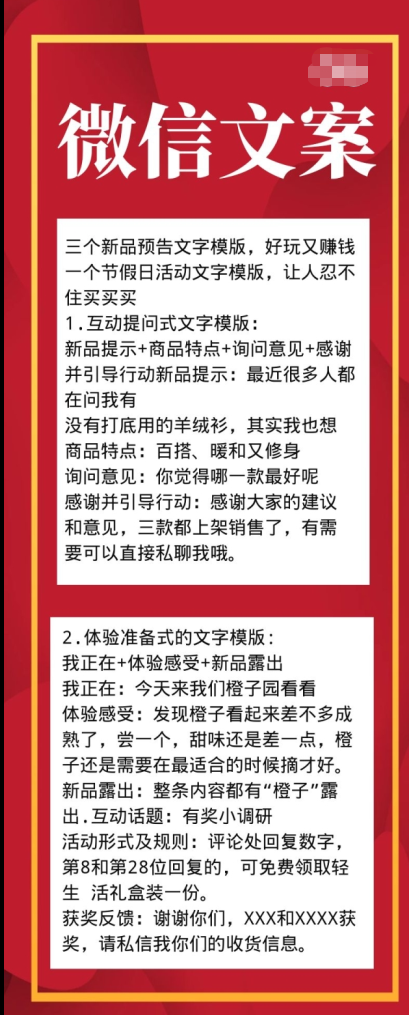 微信文案
三个新品预告文字模版，好玩又赚钱
一个节假日活动文字模版，让人忍不
住买买买
1.互动提问式文字模版：
新品提示+商品特点+询问意见+感谢
并引导行动新品提示：最近很多人都
在问我有
没有打底用的羊绒衫，其实我也想
商品特点：百搭、暖和又修身
询问意见：你觉得哪一款最好呢
感谢并引导行动：感谢大家的建议
和意见，三款都上架销售了，有需
要可以直接私聊我哦。
2.体验准备式的文字模版：
我正在+体验感受+新品露出
我正在：今天来我们橙子园看看
体验感受：发现橙子看起来差不多成
熟了，尝一个，甜味还是差一点，橙
子还是需要在最适合的时候摘才好。
新品露出：整条内容都有“橙子”露
出.互动话题：有奖小调研
活动形式及规则：评论处回复数字，
第8和第28位回复的，可免费领取轻
生 活礼盒装一份。
获奖反馈：谢谢你们，XXX和XXXX获
奖，请私信我你们的收货信息。